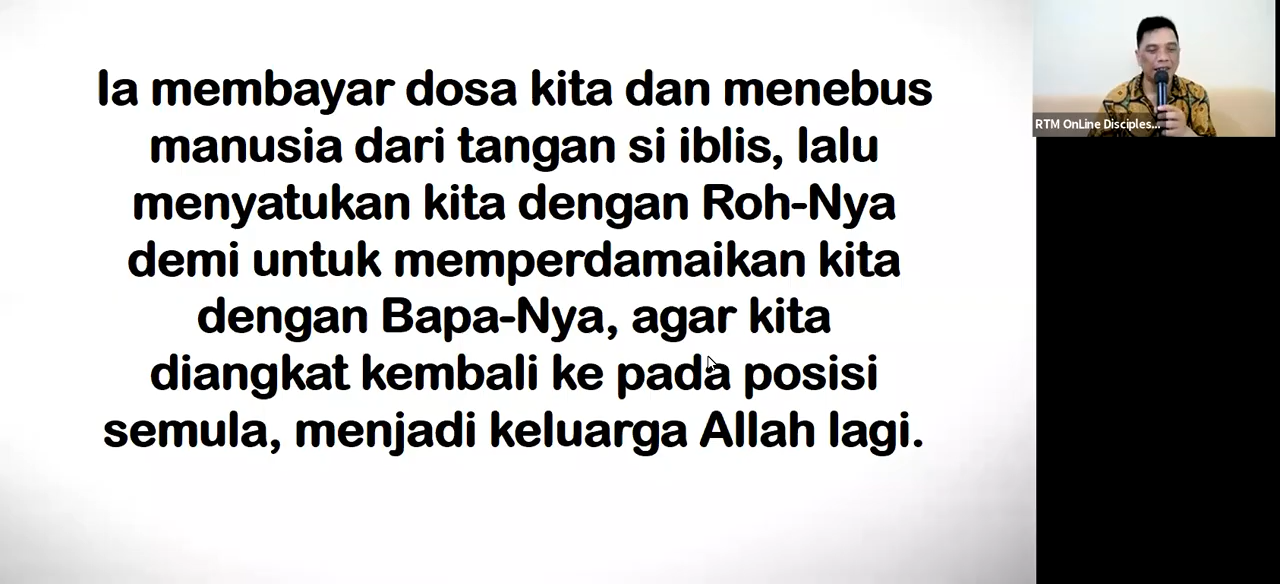 Ia membayar dosa kita dan menebus
manusia dari tangan si iblis, lalu
menyatukan kita dengan Roh-Nya
demi untuk memperdamaikan kita
dengan Bapa-Nya, agar kita
diangkat kembali ke pada posisi
semula, menjadi keluarga Allah lagi.
RTM OnLine Disciples...